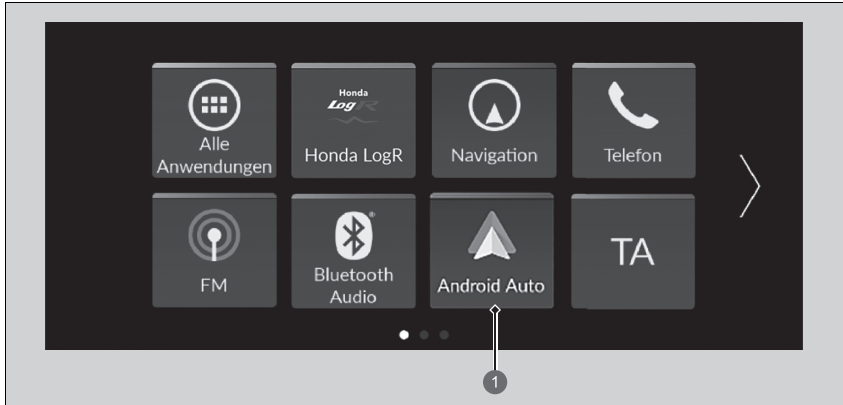 Alle
Anwendungen
Honda
LogR
Honda LogR
Navigation
Telefon
FM
Bluetooth
Audio
Android Auto
TA
1